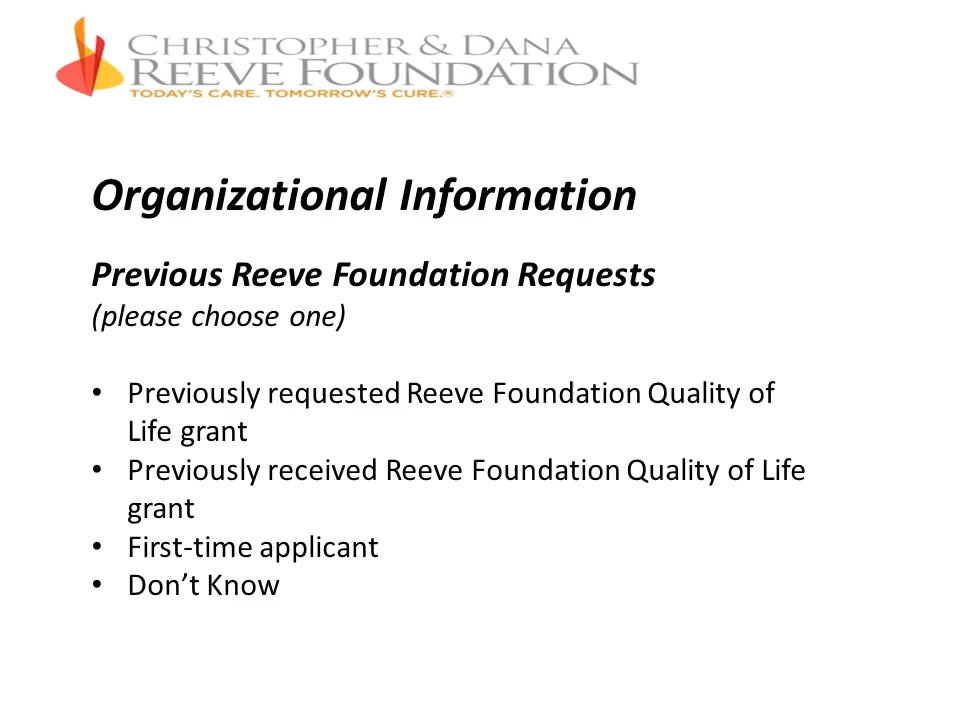 CHRISTOPHER & DANA
REEVE FOUNDATION
TODAY'S CARE. TOMORROW'S CURE.®
Organizational Information
Previous Reeve Foundation Requests
(please choose one)
• Previously requested Reeve Foundation Quality of
Life grant
• Previously received Reeve Foundation Quality of Life
grant
• First-time applicant
• Don’t Know